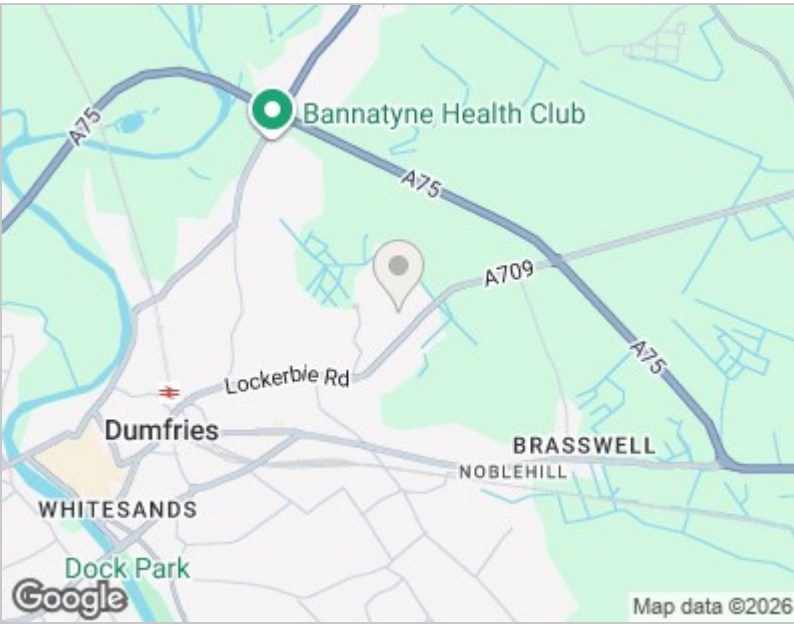 A75
Bannatyne Health Club
A75
A709
A75
Lockerbie Rd
Dumfries
BRASSWELL
NOBLEHILL
WHITESANDS
Dock Park
Google
Map data ©2026